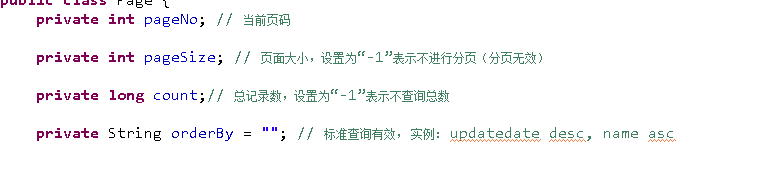 public class Page {
private int pageNo; // 当前页码
private int pageSize; // 页面大小，设置为“-1”表示不进行分页（分页无效）
private long count;// 总记录数，设置为“-1”表示不查询总数
private String orderBy = ""; // 标准查询有效，实例：updatedate desc, name asc